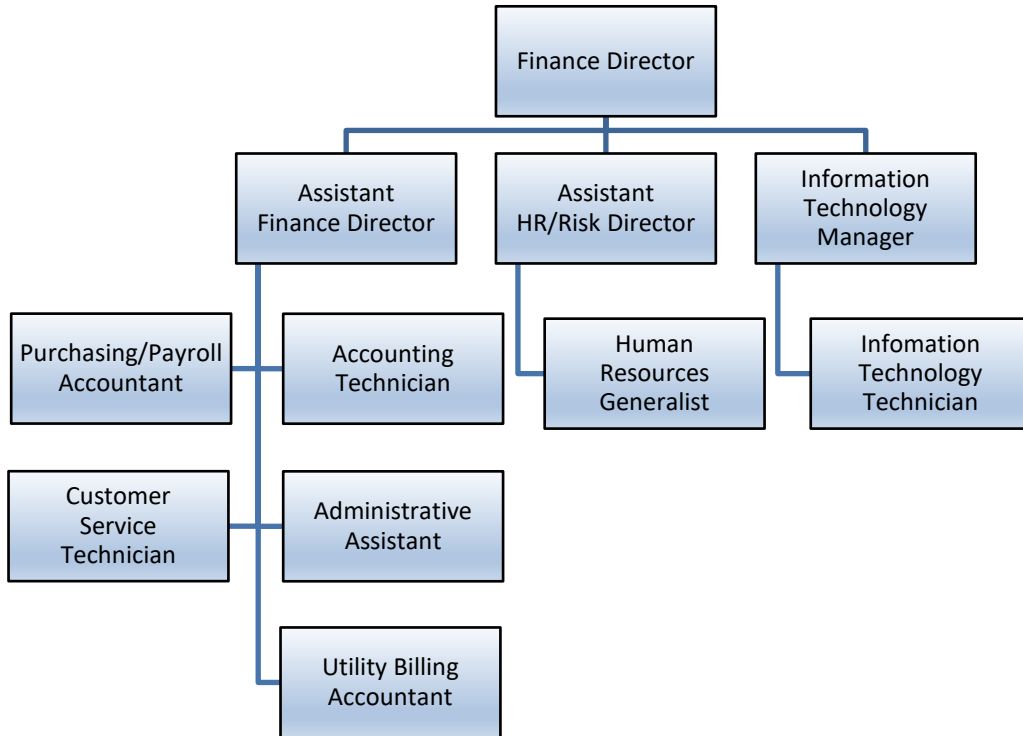 Finance Director
Assistant
Finance Director
Assistant
HR/Risk Director
Information
Technology
Manager
Purchasing/Payroll
Accountant
Accounting
Technician
Human
Resources
Generalist
Infomation
Technology
Technician
Customer
Service
Technician
Administrative
Assistant
Utility Billing
Accountant